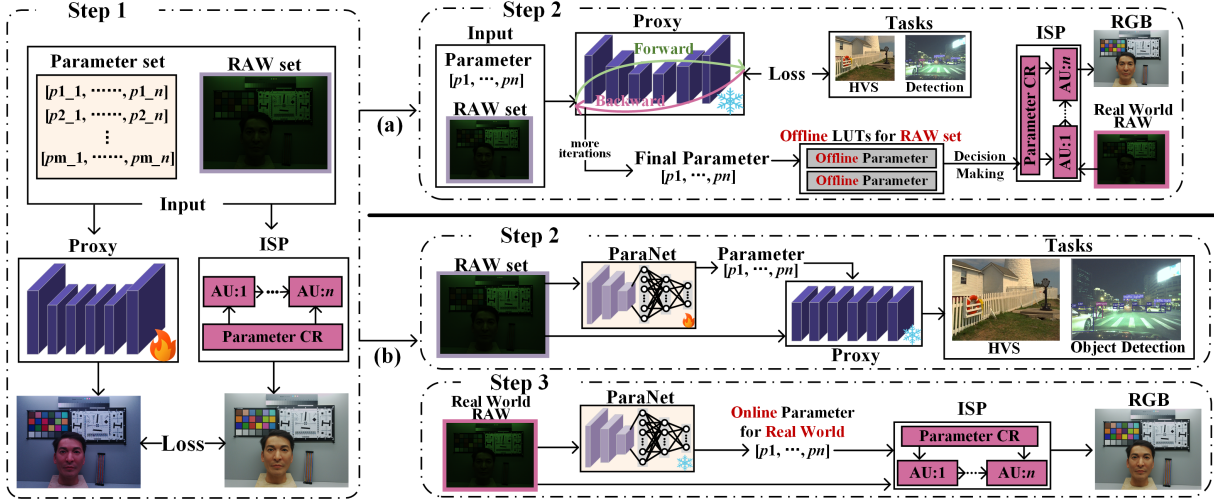 Step 1
Parameter set
[p1_1, ······, p1_n]
[p2_1, ······, p2_n]
⋮
[pm_1, ······, pm_n]
RAW set
Input
Proxy
ISP
AU:1
AU:n
Parameter CR
Loss
(a)
Step 2
Input
Parameter
[p1, ···, pn]
RAW set
Proxy
Forward
Backward
more
iterations
Loss
Tasks
HVS
Detection
Final Parameter
[p1, ···, pn]
Offline LUTs for RAW set
Offline Parameter
Offline Parameter
Decision
Making
ISP
Parameter CR
AU:n
AU:1
RGB
Real World
RAW
(b)
Step 2
RAW set
ParaNet
Parameter
[p1, ···, pn]
Proxy
Tasks
HVS
Object Detection
Step 3
Real World
RAW
ParaNet
Online Parameter
for Real World
[p1, ···, pn]
ISP
Parameter CR
AU:1
AU:n
RGB